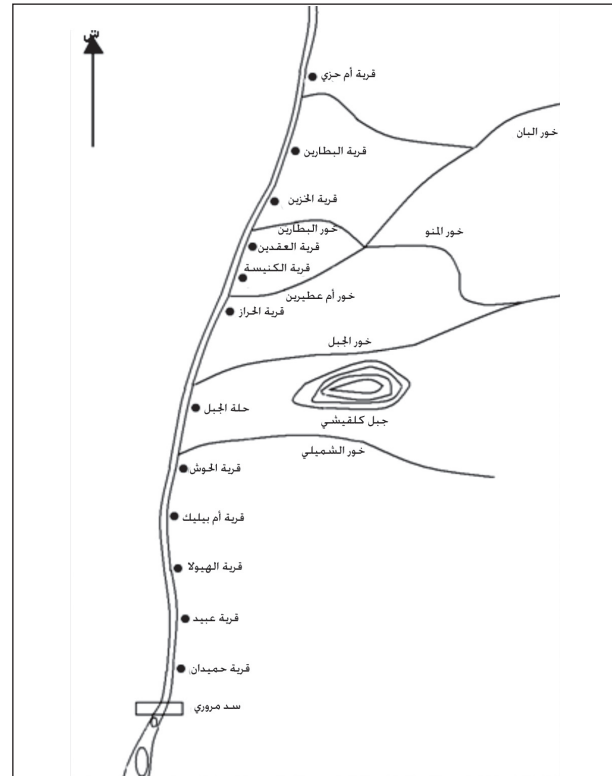 ش
قرية أم حزي
خور البان
قرية البطارين
قرية الخزين
خور البطارين
خور المنو
قرية العقدين
قرية الكنيسة
خور أم عطيرين
قرية الحراز
خور الجبل
حلة الجبل
جبل كلفيشي
خور الشميلي
قرية الحوش
قرية أم بيليك
قرية الهيولا
قرية عبيد
قرية حميدان
سد مروري